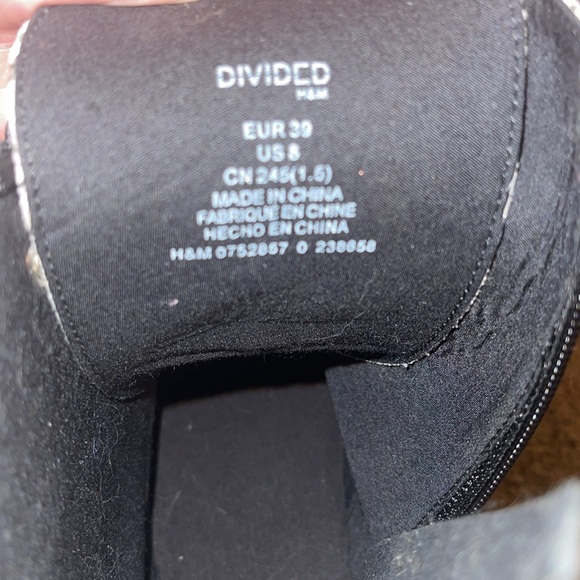 DIVIDED
H&M
EUR 39
US 8
CN 245(1.5)
MADE IN CHINA
FABRIQUE EN CHINE
HECHO EN CHINA
H&M 0752857 0 238658